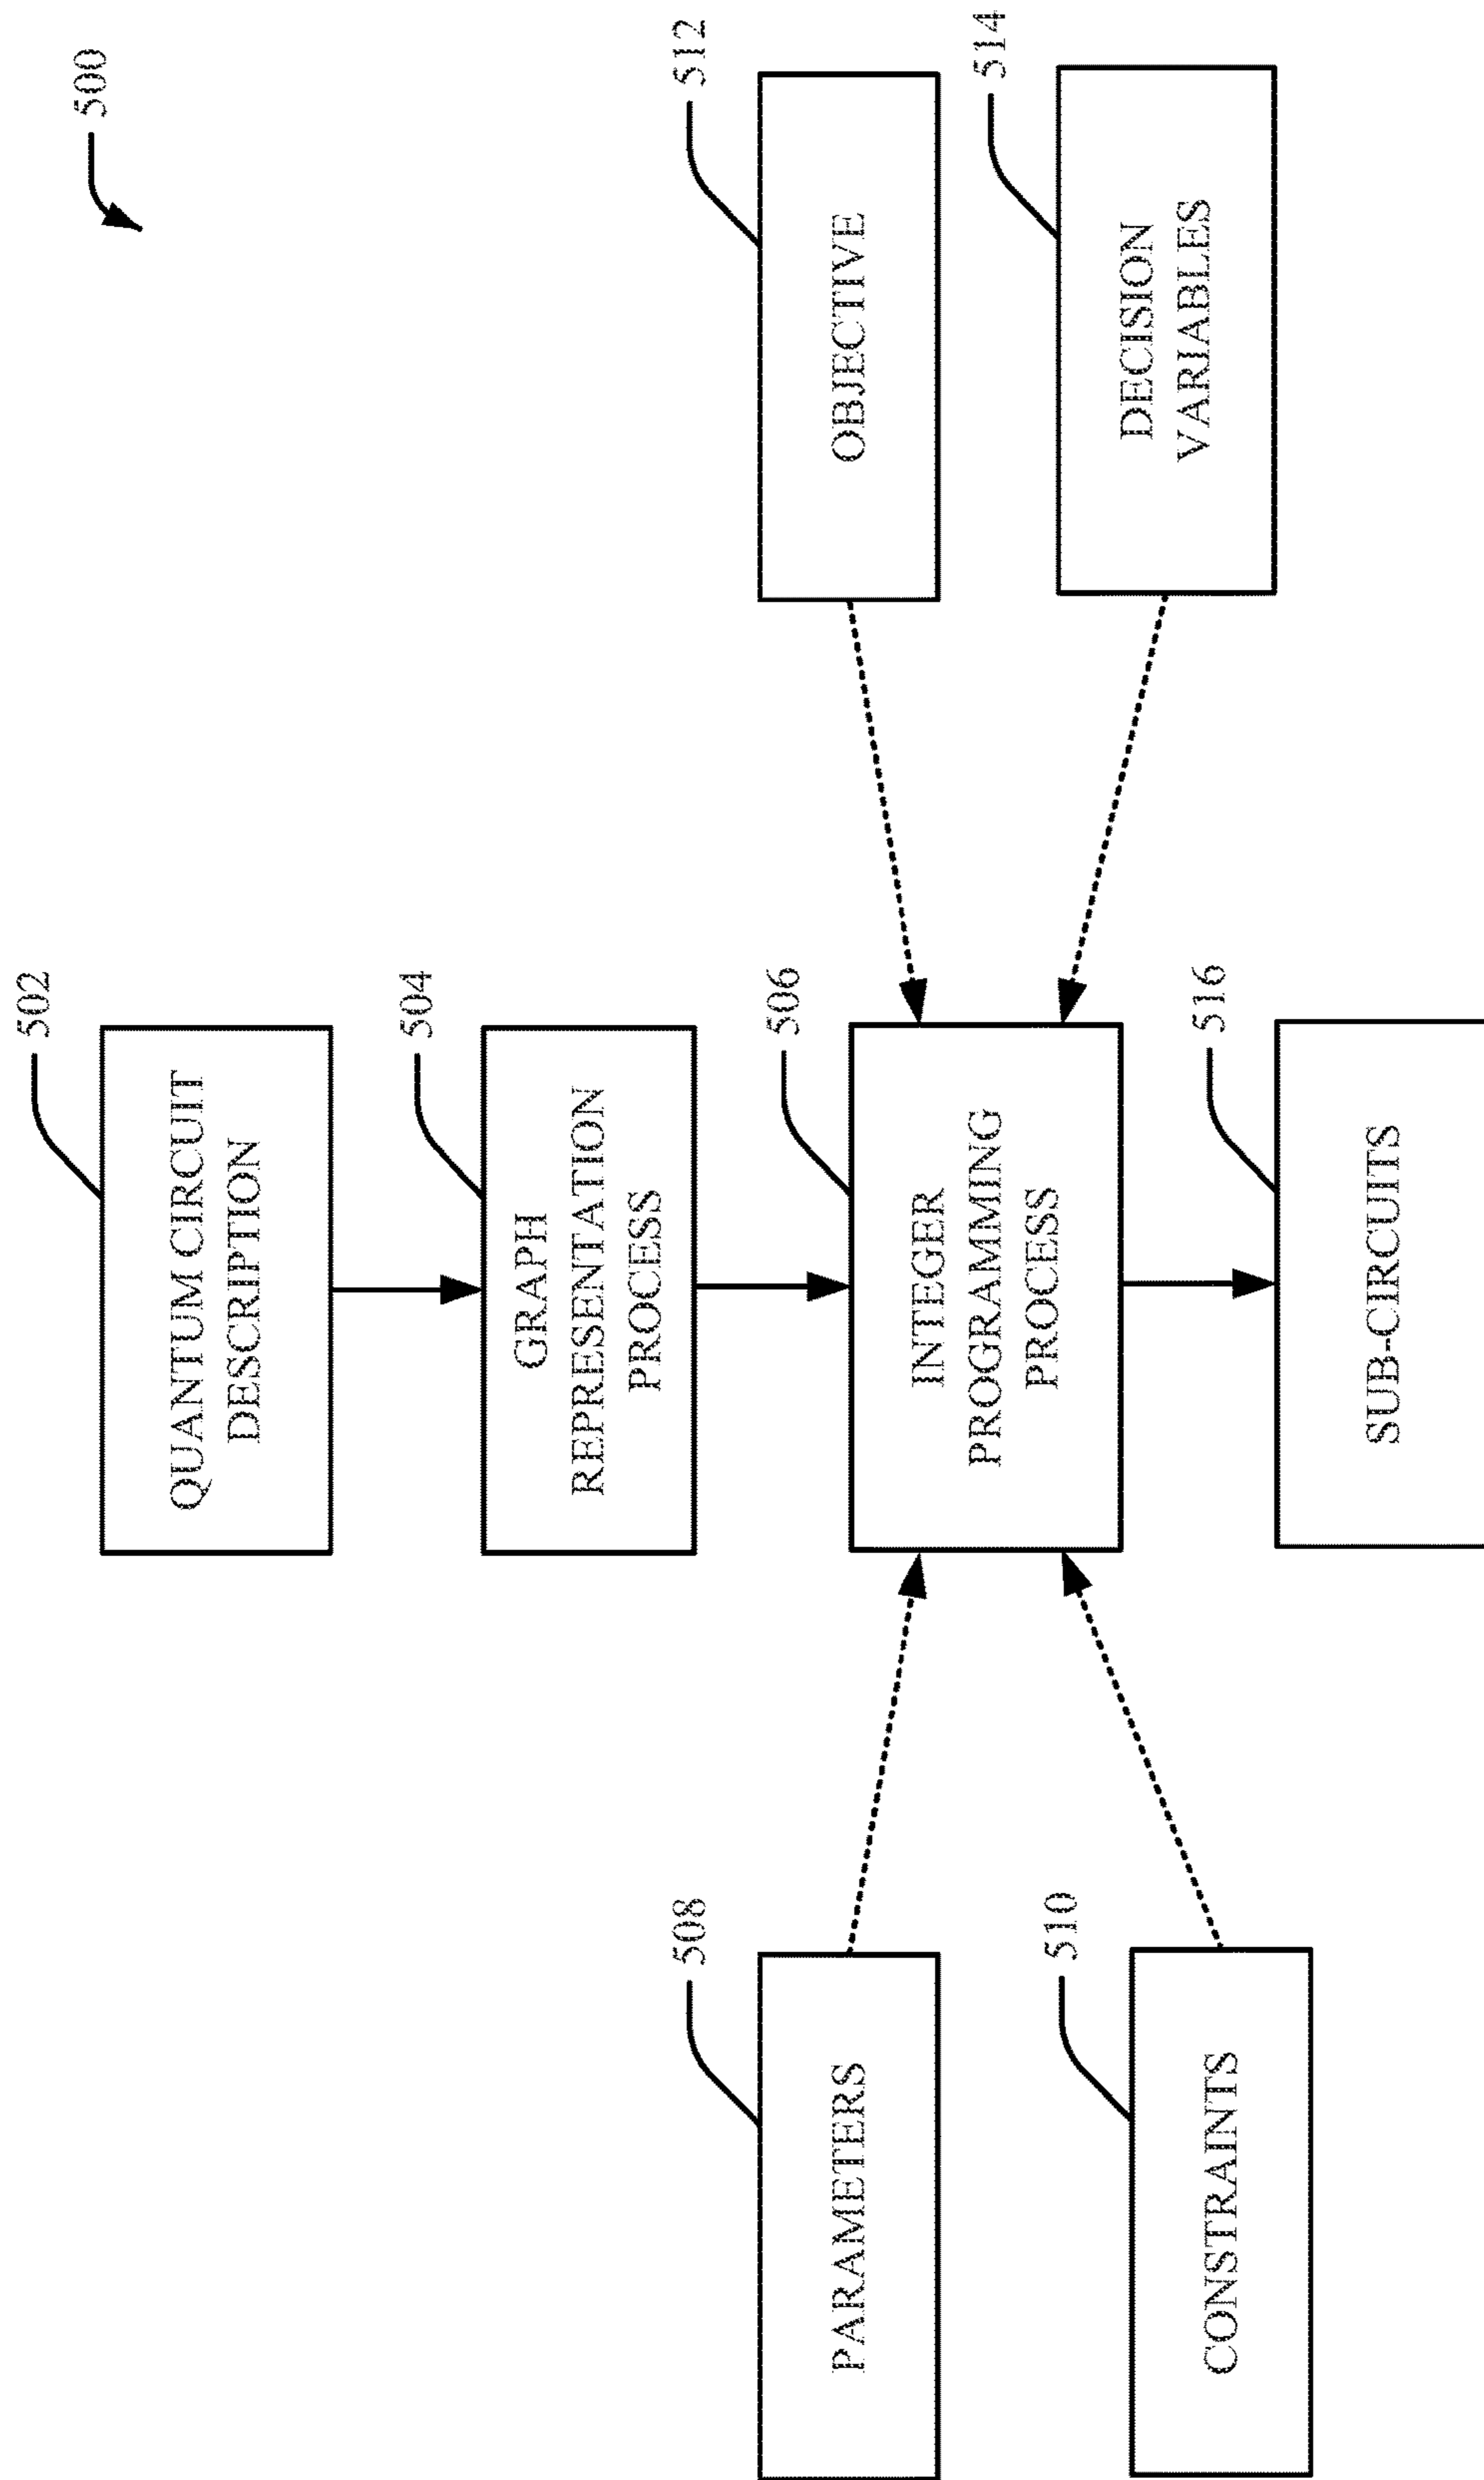 500
502
QUANTUM CIRCUIT
DESCRIPTION
504
GRAPH
REPRESENTATION
PROCESS
508
PARAMETERS
506
INTEGER
PROGRAMMING
PROCESS
512
OBJECTIVE
510
CONSTRAINTS
514
DECISION
VARIABLES
516
SUB-CIRCUITS